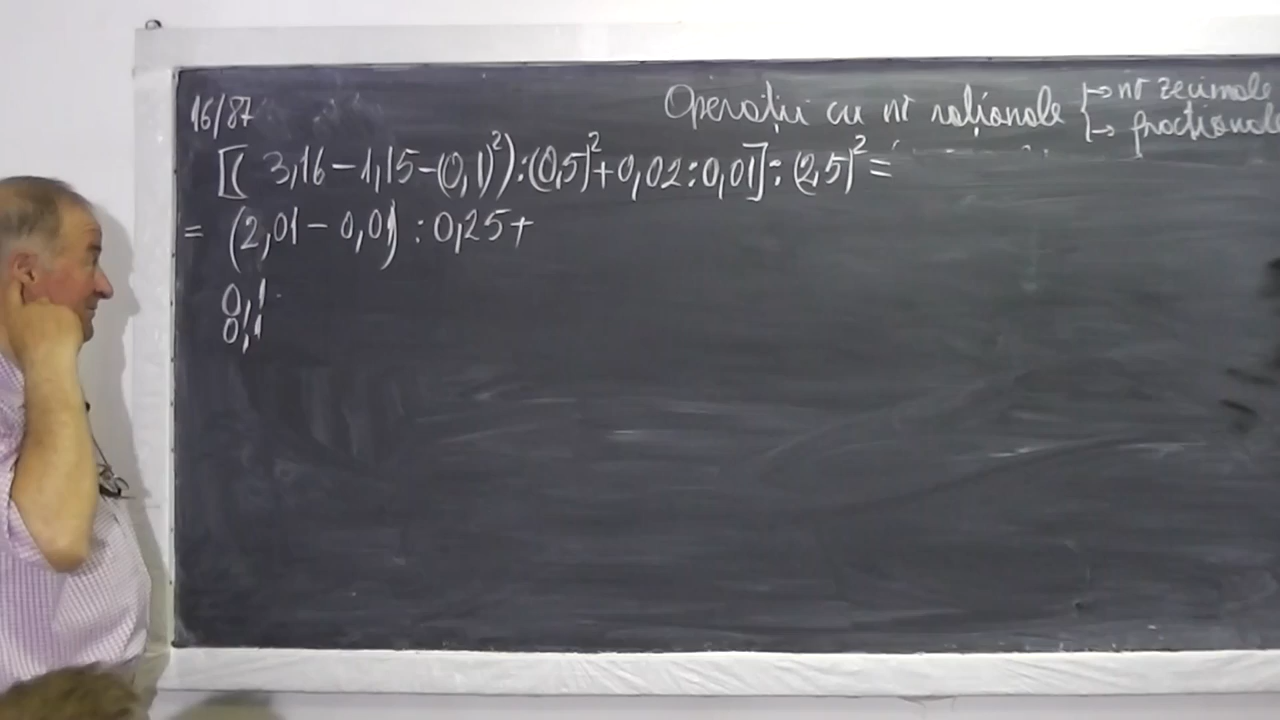 16/87
Operații cu nr raționale → nr zecimale
→ fracționale
[( 3,16 - 1,15 - (0,1)²) : (0,5)² + 0,02 : 0,01] : (2,5)² =
= (2,01 - 0,01) : 0,25 +
0,1 ·
0,1